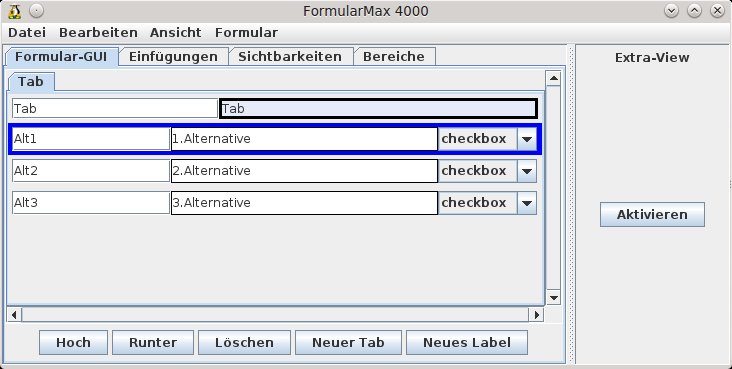 FormularMax 4000
Datei Bearbeiten Ansicht Formular
Formular-GUI Einfügungen Sichtbarkeiten Bereiche
Extra-View
Tab
Tab Tab
Alt1 1.Alternative checkbox
Alt2 2.Alternative checkbox
Alt3 3.Alternative checkbox
Aktivieren
Hoch Runter Löschen Neuer Tab Neues Label